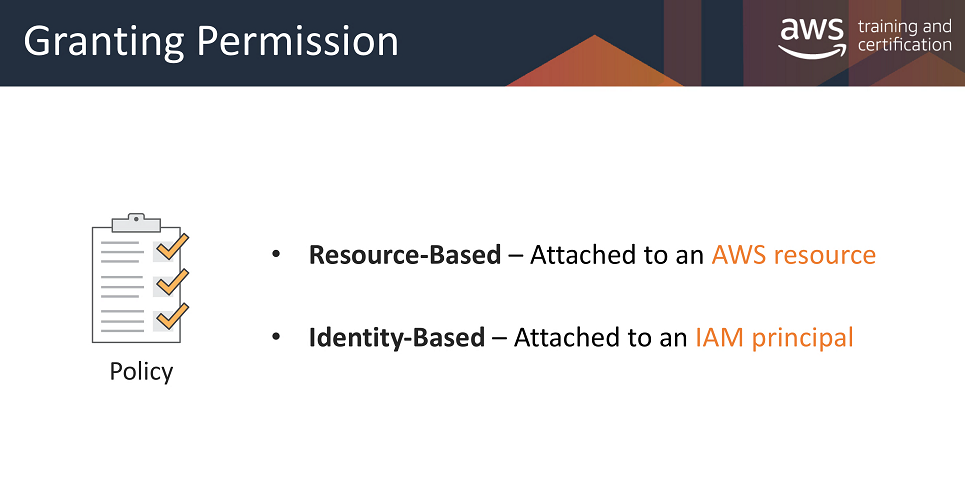 Granting Permission
aws training and
certification
• Resource-Based – Attached to an AWS resource
• Identity-Based – Attached to an IAM principal
Policy